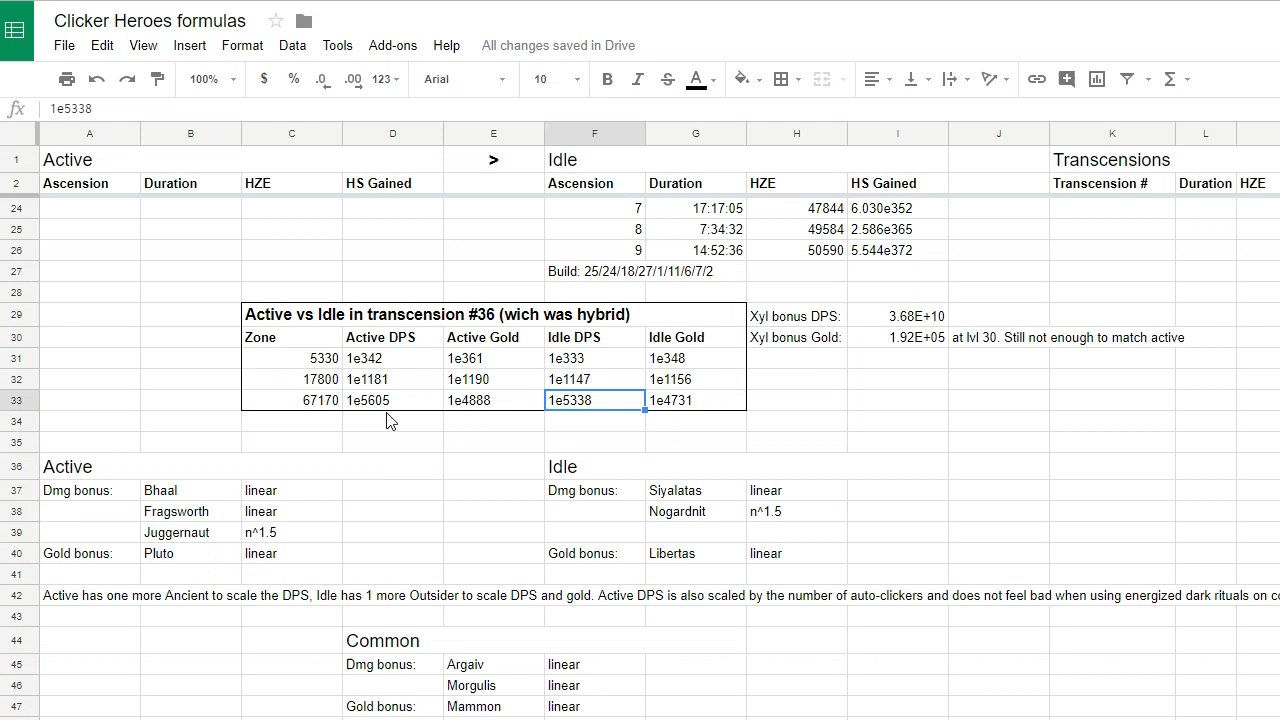 Clicker Heroes formulas
File Edit View Insert Format Data Tools Add-ons Help All changes saved in Drive
100% $ % .0 .00 123 Arial 10 B I S A
fx 1e5338
A B C D E F G H I J K L
1 Active > Idle Transcensions
2 Ascension Duration HZE HS Gained Ascension Duration HZE HS Gained Transcension # Duration HZE
24 7 17:17:05 47844 6.030e352
25 8 7:34:32 49584 2.586e365
26 9 14:52:36 50590 5.544e372
27 Build: 25/24/18/27/1/11/6/7/2
28
29 Active vs Idle in transcension #36 (wich was hybrid) Xyl bonus DPS: 3.68E+10
30 Zone Active DPS Active Gold Idle DPS Idle Gold Xyl bonus Gold: 1.92E+05 at lvl 30. Still not enough to match active
31 5330 1e342 1e361 1e333 1e348
32 17800 1e1181 1e1190 1e1147 1e1156
33 67170 1e5605 1e4888 1e5338 1e4731
34
35
36 Active Idle
37 Dmg bonus: Bhaal linear Dmg bonus: Siyalatas linear
38 Fragsworth linear Nogardnit n^1.5
39 Juggernaut n^1.5
40 Gold bonus: Pluto linear Gold bonus: Libertas linear
41
42 Active has one more Ancient to scale the DPS, Idle has 1 more Outsider to scale DPS and gold. Active DPS is also scaled by the number of auto-clickers and does not feel bad when using energized dark rituals on
43
44 Common
45 Dmg bonus: Argaiv linear
46 Morgulis linear
47 Gold bonus: Mammon linear